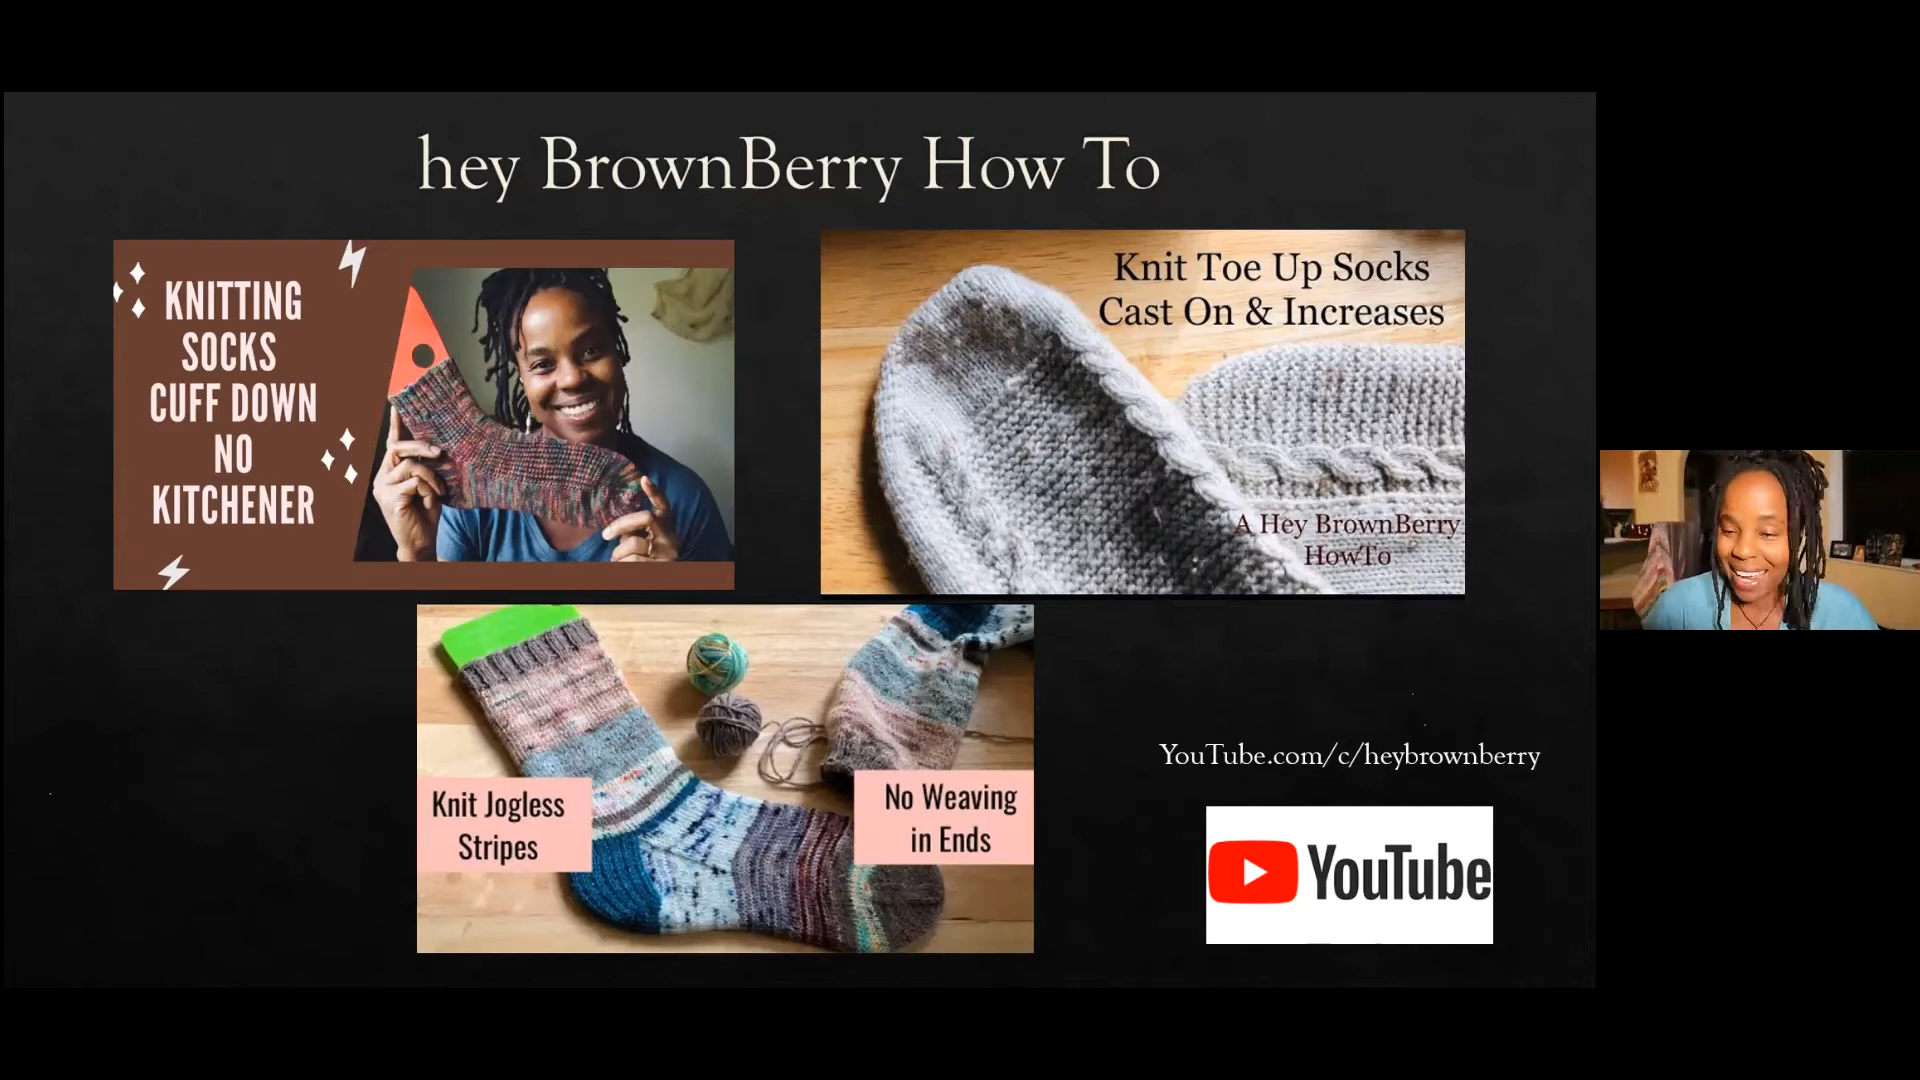 hey BrownBerry How To
KNITTING
SOCKS
CUFF DOWN
NO
KITCHENER
Knit Toe Up Socks
Cast On & Increases
A Hey BrownBerry
HowTo
Knit Jogless
Stripes
No Weaving
in Ends
YouTube.com/c/heybrownberry
YouTube